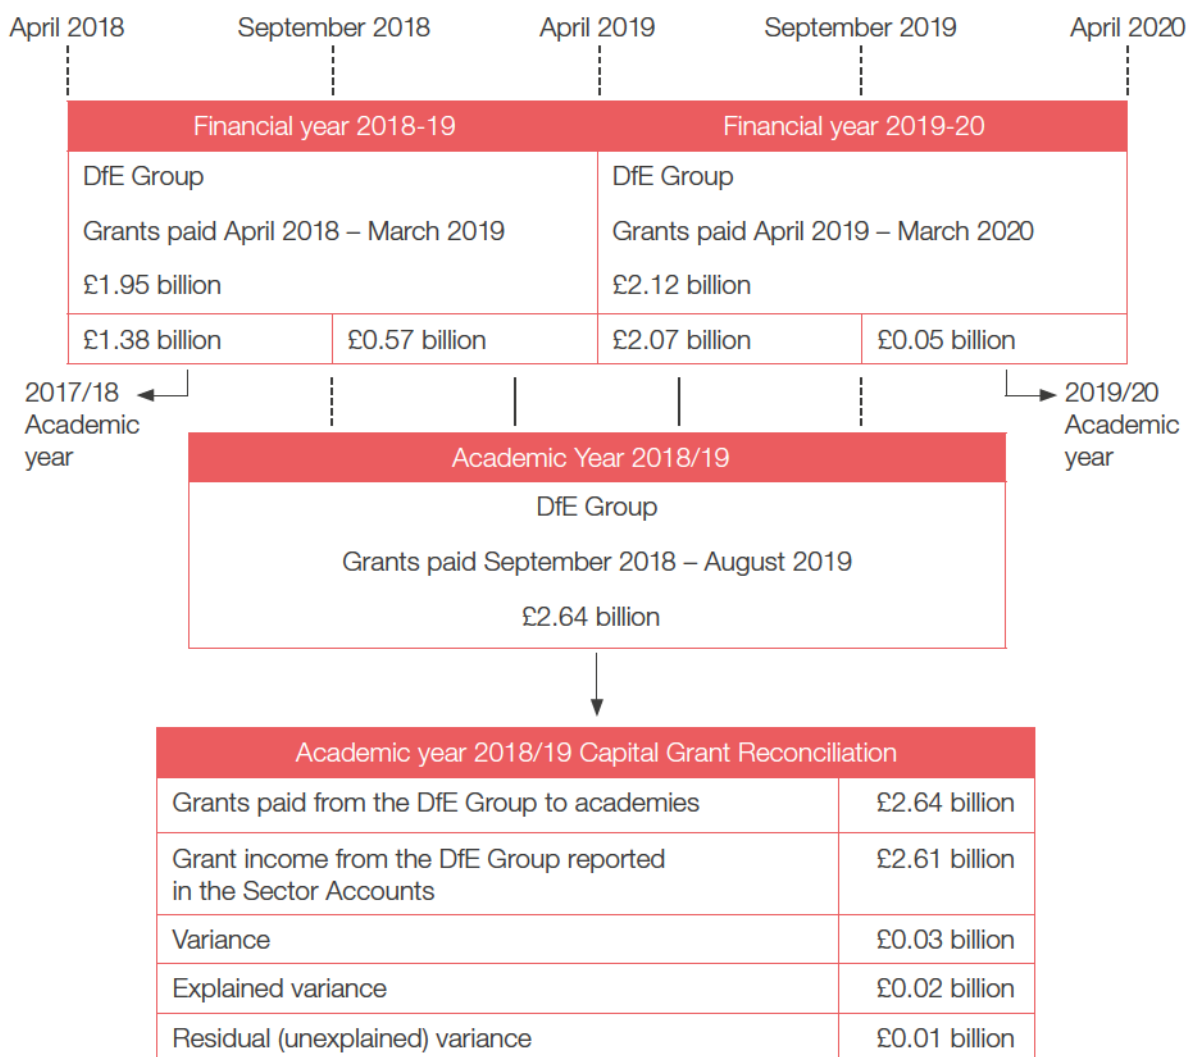 April 2018 September 2018 April 2019 September 2019 April 2020
Financial year 2018-19 Financial year 2019-20
DfE Group DfE Group
Grants paid April 2018 – March 2019 Grants paid April 2019 – March 2020
£1.95 billion £2.12 billion
£1.38 billion £0.57 billion £2.07 billion £0.05 billion
2017/18 2019/20
Academic Academic
year year
Academic Year 2018/19
DfE Group
Grants paid September 2018 – August 2019
£2.64 billion
Academic year 2018/19 Capital Grant Reconciliation
Grants paid from the DfE Group to academies £2.64 billion
Grant income from the DfE Group reported £2.61 billion
in the Sector Accounts
Variance £0.03 billion
Explained variance £0.02 billion
Residual (unexplained) variance £0.01 billion